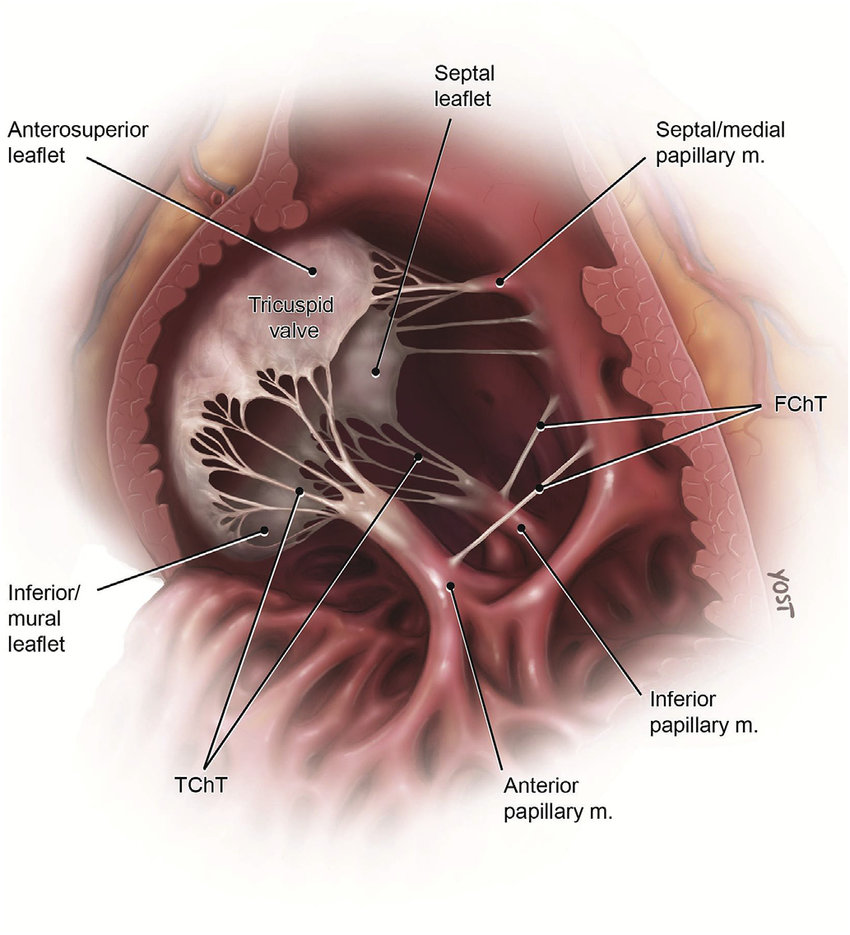 Septal
leaflet
Anterosuperior
leaflet
Septal/medial
papillary m.
Tricuspid
valve
FChT
YOST
Inferior/
mural
leaflet
Inferior
papillary m.
TChT
Anterior
papillary m.